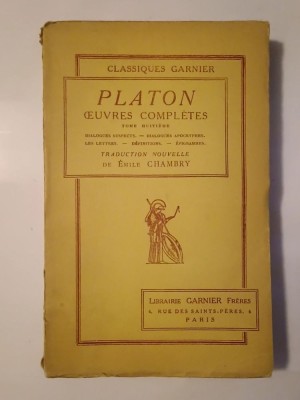 CLASSIQUES GARNIER
PLATON
ŒUVRES COMPLÈTES
TOME HUITIÈME
DIALOGUES SUSPECTS. — DIALOGUES APOCRYPHES.
LES LETTRES. — DÉFINITIONS. — ÉPIGRAMMES.
TRADUCTION NOUVELLE
DE ÉMILE CHAMBRY
LIBRAIRIE GARNIER FRÈRES
6, RUE DES SAINTS-PÈRES, 6
PARIS